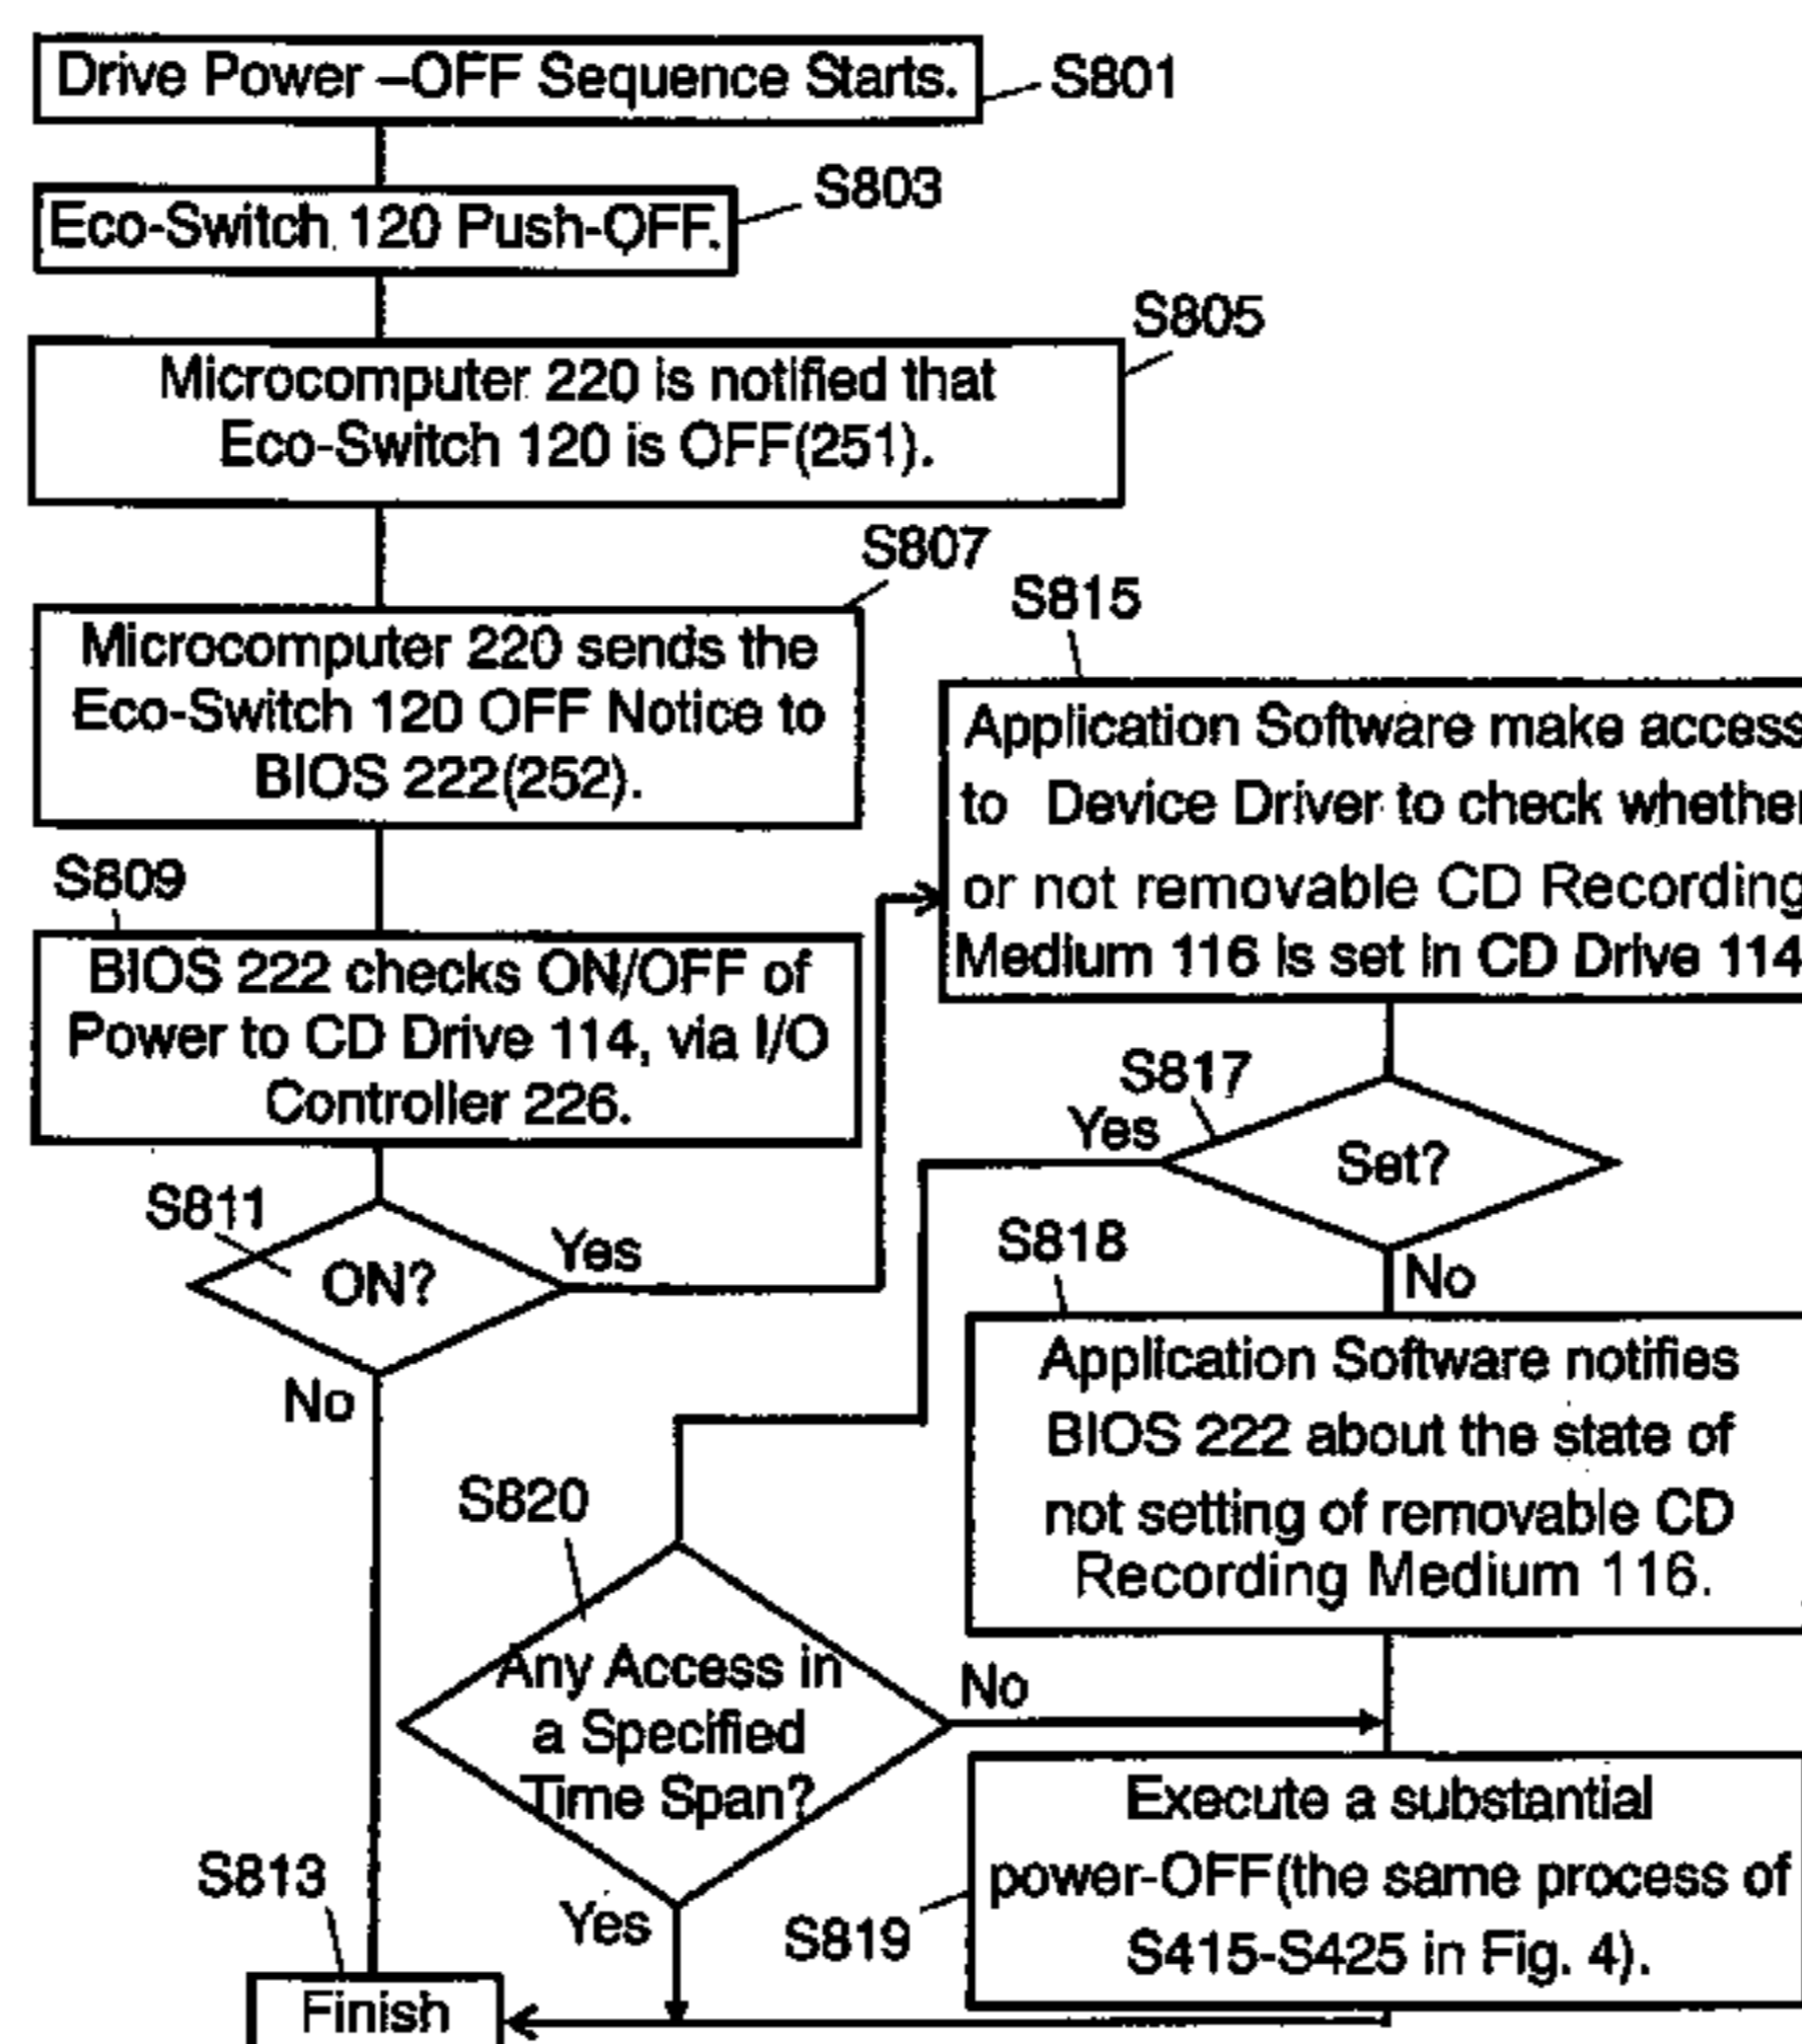 Drive Power –OFF Sequence Starts.
S801
Eco-Switch 120 Push-OFF.
S803
S805
Microcomputer 220 is notified that
Eco-Switch 120 is OFF(251).
S807
Microcomputer 220 sends the
Eco-Switch 120 OFF Notice to
BIOS 222(252).
S809
BIOS 222 checks ON/OFF of
Power to CD Drive 114, via I/O
Controller 226.
S811
ON?
Yes
No
S815
Application Software make access
to Device Driver to check whether
or not removable CD Recording
Medium 116 is set in CD Drive 114
S817
Yes
Set?
No
S818
Application Software notifies
BIOS 222 about the state of
not setting of removable CD
Recording Medium 116.
S820
Any Access in
a Specified
Time Span?
No
Yes
S819
Execute a substantial
power-OFF(the same process of
S415-S425 in Fig. 4).
S813
Finish